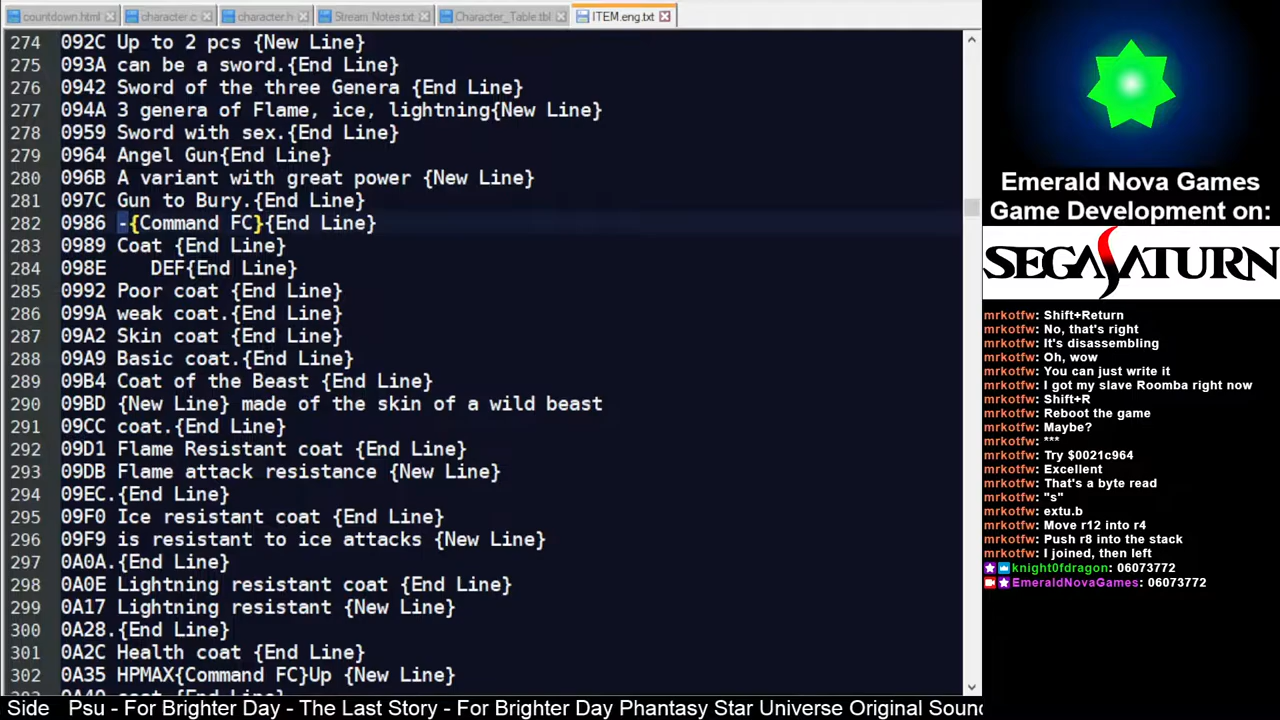 countdown.html
character.c
character.h
Stream Notes.txt
Character_Table.tbl
ITEM.eng.txt
274 092C Up to 2 pcs {New Line}
275 093A can be a sword.{End Line}
276 0942 Sword of the three Genera {End Line}
277 094A 3 genera of Flame, ice, lightning{New Line}
278 0959 Sword with sex.{End Line}
279 0964 Angel Gun{End Line}
280 096B A variant with great power {New Line}
281 097C Gun to Bury.{End Line}
282 0986 -{Command FC}{End Line}
283 0989 Coat {End Line}
284 098E    DEF{End Line}
285 0992 Poor coat {End Line}
286 099A weak coat.{End Line}
287 09A2 Skin coat {End Line}
288 09A9 Basic coat.{End Line}
289 09B4 Coat of the Beast {End Line}
290 09BD {New Line} made of the skin of a wild beast
291 09CC coat.{End Line}
292 09D1 Flame Resistant coat {End Line}
293 09DB Flame attack resistance {New Line}
294 09EC.{End Line}
295 09F0 Ice resistant coat {End Line}
296 09F9 is resistant to ice attacks {New Line}
297 0A0A.{End Line}
298 0A0E Lightning resistant coat {End Line}
299 0A17 Lightning resistant {New Line}
300 0A28.{End Line}
301 0A2C Health coat {End Line}
302 0A35 HPMAX{Command FC}Up {New Line}
Emerald Nova Games
Game Development on:
SEGA SATURN
mrkotfw: Shift+Return
mrkotfw: No, that's right
mrkotfw: It's disassembling
mrkotfw: Oh, wow
mrkotfw: You can just write it
mrkotfw: I got my slave Roomba right now
mrkotfw: Shift+R
mrkotfw: Reboot the game
mrkotfw: Maybe?
mrkotfw: ***
mrkotfw: Try $0021c964
mrkotfw: Excellent
mrkotfw: That's a byte read
mrkotfw: "s"
mrkotfw: extu.b
mrkotfw: Move r12 into r4
mrkotfw: Push r8 into the stack
mrkotfw: I joined, then left
knight0fdragon: 06073772
EmeraldNovaGames: 06073772
Side   Psu - For Brighter Day - The Last Story - For Brighter Day Phantasy Star Universe Original Soun